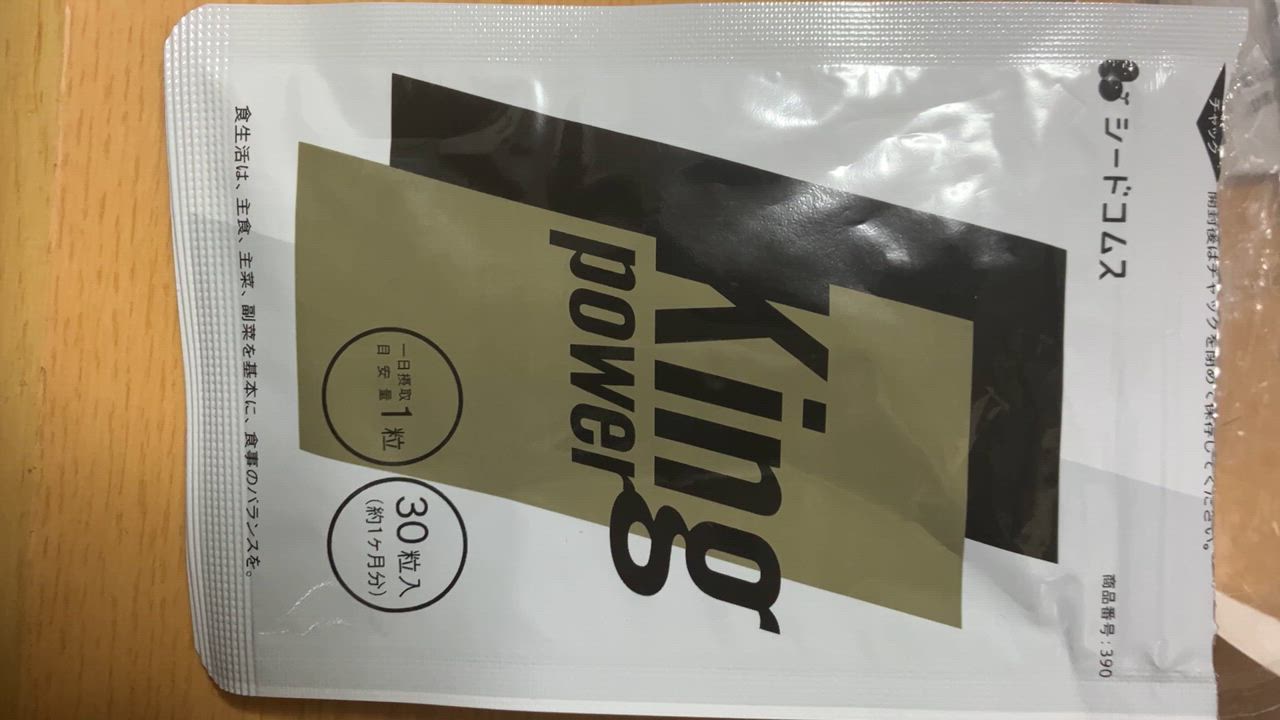 チャック
開封後はチャックを閉めて保存してください。
シードコムス
商品番号:390
King
power
一日摂取
目安量
1粒
30粒入
(約1ヶ月分)
食生活は、主食、主菜、副菜を基本に、食事のバランスを。